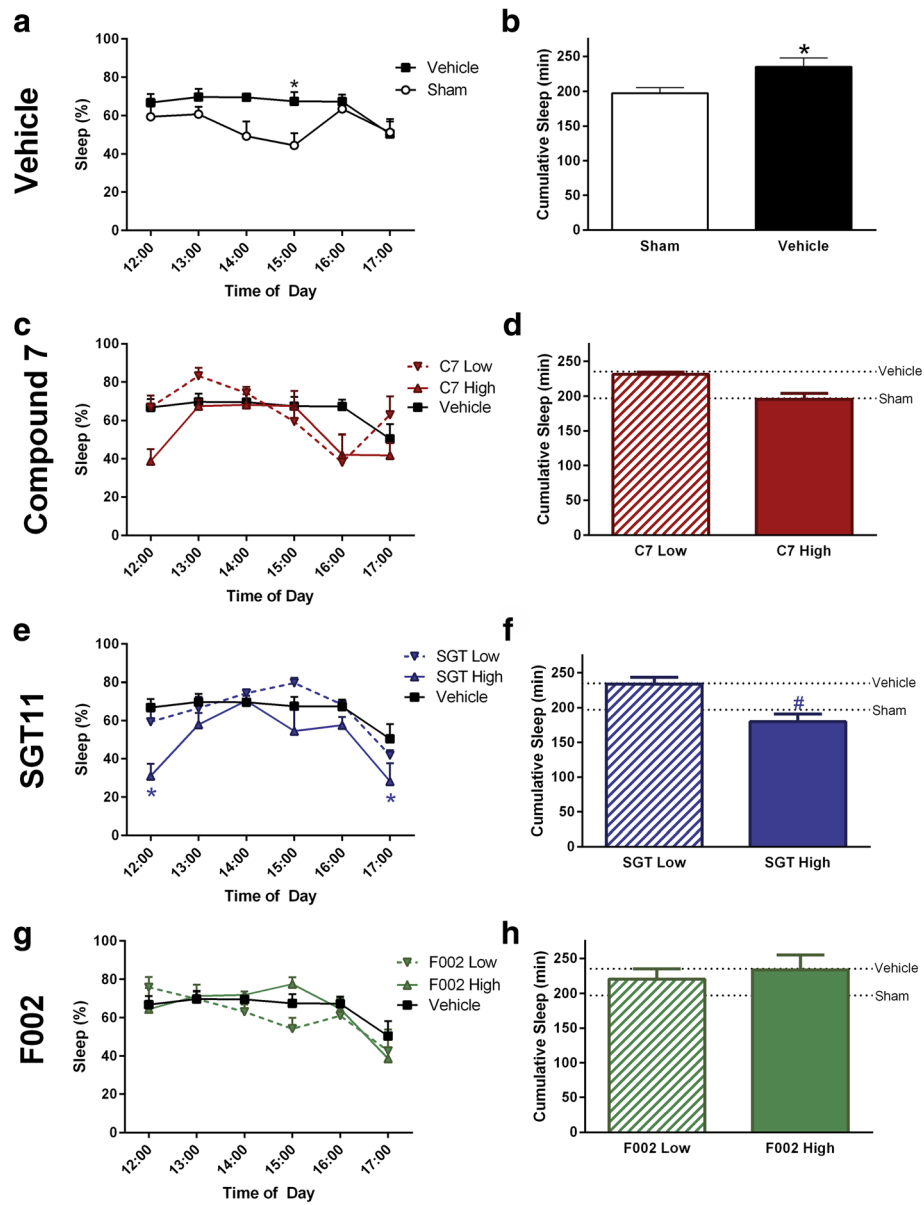 a
Vehicle
Sleep (%)
100
80
60
40
20
0
*
Vehicle
Sham
12:00
13:00
14:00
15:00
16:00
17:00
Time of Day
b
Cumulative Sleep (min)
250
200
150
100
50
0
*
Sham
Vehicle
c
Compound 7
Sleep (%)
100
80
60
40
20
0
C7 Low
C7 High
Vehicle
12:00
13:00
14:00
15:00
16:00
17:00
Time of Day
d
Cumulative Sleep (min)
250
200
150
100
50
0
Vehicle
Sham
C7 Low
C7 High
e
SGT11
Sleep (%)
100
80
60
40
20
0
*
*
SGT Low
SGT High
Vehicle
12:00
13:00
14:00
15:00
16:00
17:00
Time of Day
f
Cumulative Sleep (min)
250
200
150
100
50
0
#
Vehicle
Sham
SGT Low
SGT High
g
F002
Sleep (%)
100
80
60
40
20
0
F002 Low
F002 High
Vehicle
12:00
13:00
14:00
15:00
16:00
17:00
Time of Day
h
Cumulative Sleep (min)
250
200
150
100
50
0
Vehicle
Sham
F002 Low
F002 High